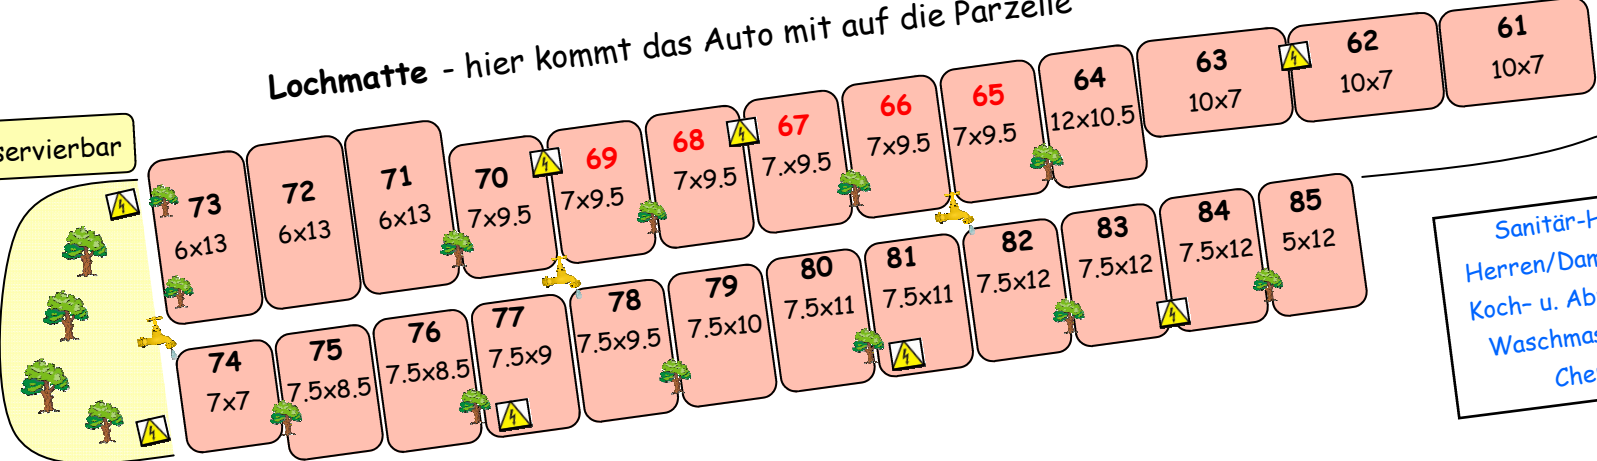 Lochmatte - hier kommt das Auto mit auf die Parzelle
servierbar
73
6x13
72
6x13
71
6x13
70
7x9.5
69
7x9.5
68
7x9.5
67
7.x9.5
66
7x9.5
65
7x9.5
64
12x10.5
63
10x7
62
10x7
61
10x7
74
7x7
75
7.5x8.5
76
7.5x8.5
77
7.5x9
78
7.5x9.5
79
7.5x10
80
7.5x11
81
7.5x11
82
7.5x12
83
7.5x12
84
7.5x12
85
5x12
Sanitär-H
Herren/Dam
Koch- u. Ab
Waschmas
Che